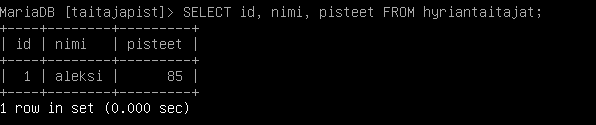 MariaDB [taitajapist]> SELECT id, nimi, pisteet FROM hyriantaitajat;
+----+--------+---------+
| id | nimi   | pisteet |
+----+--------+---------+
|  1 | aleksi |      85 |
+----+--------+---------+
1 row in set (0.000 sec)